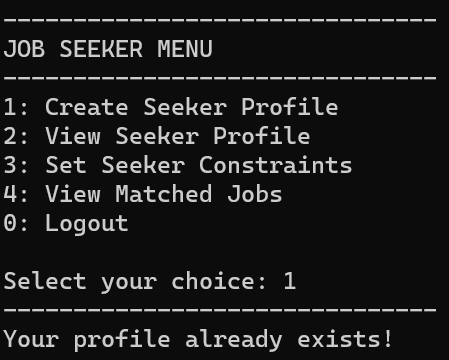 -------------------------------
JOB SEEKER MENU
-------------------------------
1: Create Seeker Profile
2: View Seeker Profile
3: Set Seeker Constraints
4: View Matched Jobs
0: Logout
Select your choice: 1
-------------------------------
Your profile already exists!